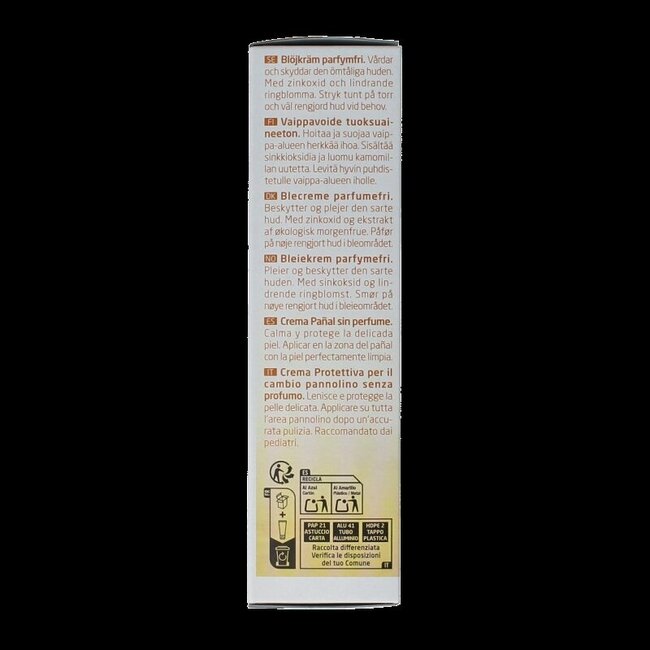 SE Blöjkräm parfymfri. Vårdar
och skyddar den ömtåliga huden.
Med zinkoxid och lindrande
ringblomma. Stryk tunt på torr
och väl rengjord hud vid behov.
FI Vaippavoide tuoksuai-
neeton. Hoitaa ja suojaa vaip-
pa-alueen herkkää ihoa. Sisältää
sinkkioksidia ja luomu kamomil-
lan uutetta. Levitä hyvin puhdis-
tetulle vaippa-alueen iholle.
DK Blecreme parfumefri.
Beskytter og plejer den sarte
hud. Med zinkoxid og ekstrakt
af økologisk morgenfrue. Påfør
på nøje rengjort hud i bleområdet.
NO Bleiekrem parfymefri.
Pleier og beskytter den sarte
huden. Med sinkoksid og lin-
drende ringblomst. Smør på
nøye rengjort hud i bleieområdet.
ES Crema Pañal sin perfume.
Calma y protege la delicada
piel. Aplicar en la zona del pañal
con la piel perfectamente limpia.
IT Crema Protettiva per il
cambio pannolino senza
profumo. Lenisce e protegge la
pelle delicata. Applicare su tutta
l'area pannolino dopo un'accu-
rata pulizia. Raccomandato dai
pediatri.
FR
ES
RECICLA
Al Azul
Cartón
Al Amarillo
Plástico / Metal
PAP 21
ASTUCCIO
CARTA
ALU 41
TUBO
ALLUMINIO
HDPE 2
TAPPO
PLASTICA
Raccolta differenziata
Verifica le disposizioni
del tuo Comune
IT